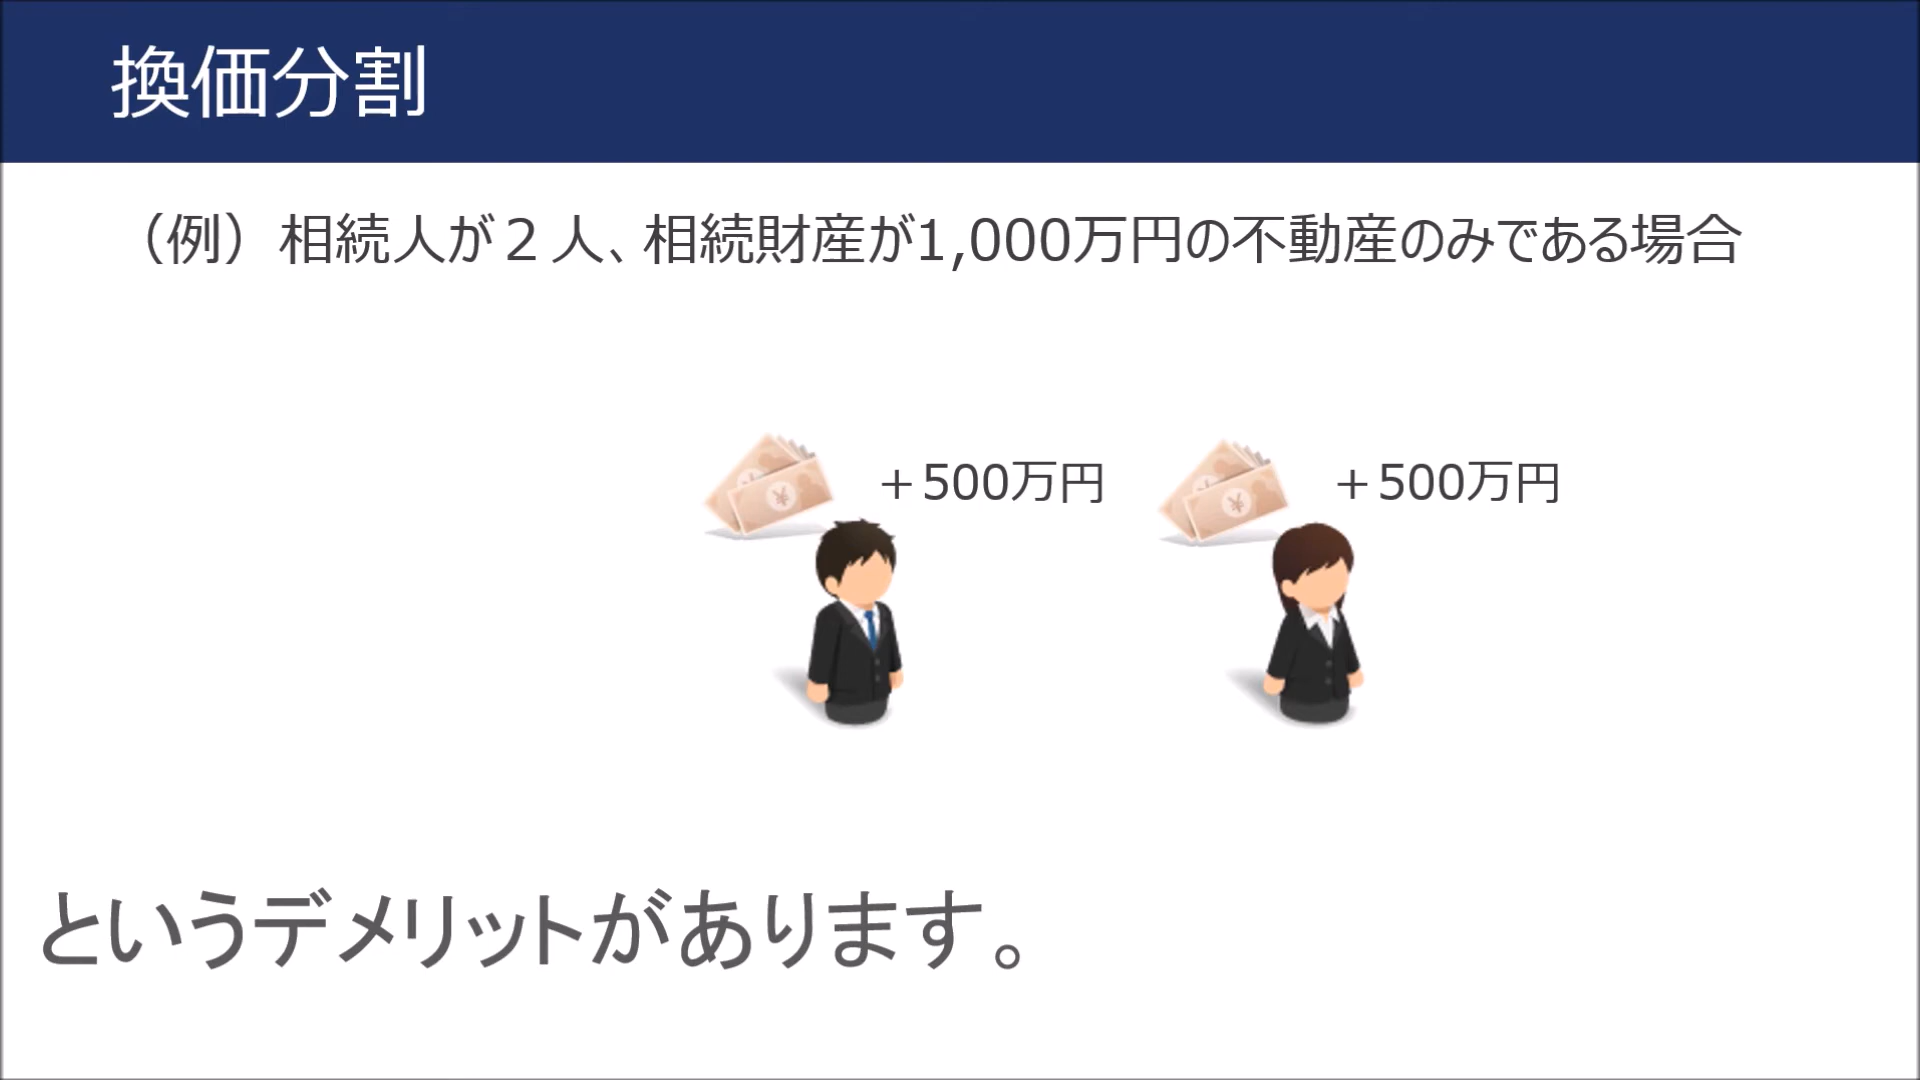 換価分割
（例）相続人が２人、相続財産が1,000万円の不動産のみである場合
＋500万円
＋500万円
というデメリットがあります。